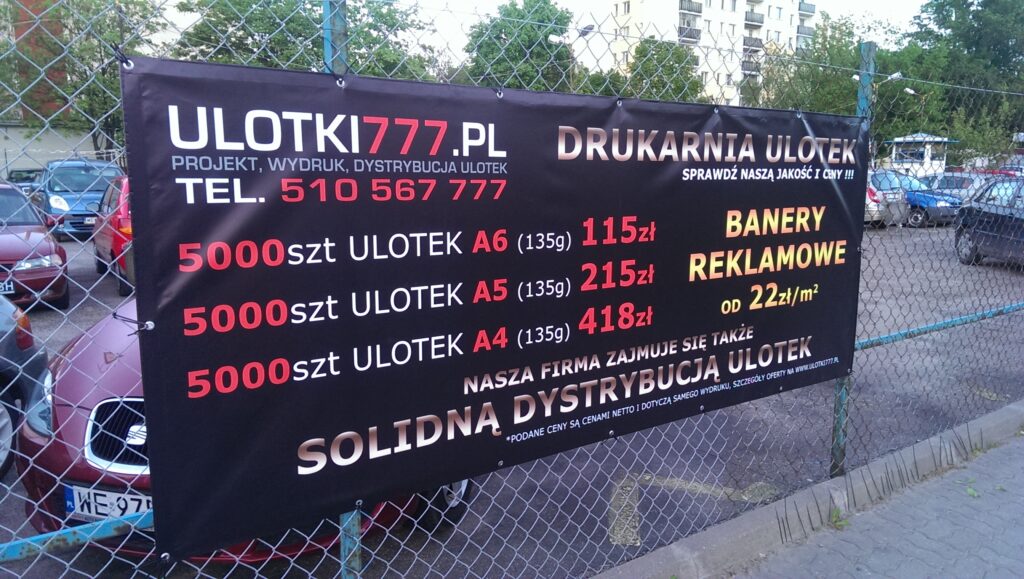 ULOTKI777.PL
PROJEKT, WYDRUK, DYSTRYBUCJA ULOTEK
TEL. 510 567 777
DRUKARNIA ULOTEK
SPRAWDŹ NASZĄ JAKOŚĆ I CENY !!!
5000szt ULOTEK A6 (135g) 115zł
5000szt ULOTEK A5 (135g) 215zł
5000szt ULOTEK A4 (135g) 418zł
BANERY
REKLAMOWE
OD 22zł/m²
NASZA FIRMA ZAJMUJE SIĘ TAKŻE
SOLIDNĄ DYSTRYBUCJĄ ULOTEK
*PODANE CENY SĄ CENAMI NETTO I DOTYCZĄ SAMEGO WYDRUKU, SZCZEGÓŁY OFERTY NA WWW.ULOTKI777.PL
WE 97